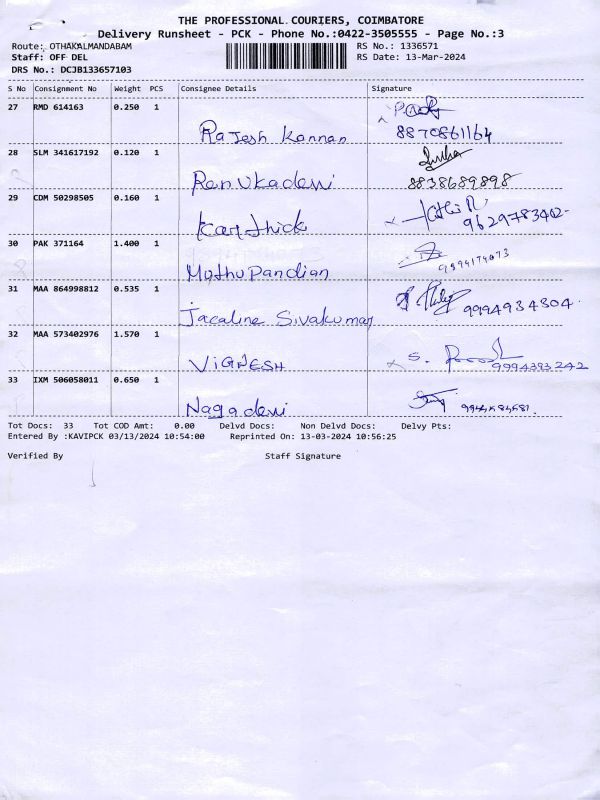 THE PROFESSIONAL COURIERS, COIMBATORE
Delivery Runsheet - PCK - Phone No.:0422-3505555 - Page No.:3
Route: OTHAKALMANDABAM RS No.: 1336571
Staff: OFF DEL RS Date: 13-Mar-2024
DRS No.: DCJB133657103
S No Consignment No Weight PCS Consignee Details Signature
27 RMD 614163 0.250 1
Rajesh Kannan 8870861164
28 SLM 341617192 0.120 1
Renukadevi 8838689898
29 CDM 50298505 0.160 1
Karthick 9629783402
30 PAK 371164 1.400 1
Muthupandian
31 MAA 864998812 0.535 1
Jacaline Sivakumar 9994934304
32 MAA 573402976 1.570 1
VIGNESH 9994393242
33 IXM 506058011 0.650 1
Nagadevi
Tot Docs: 33 Tot COD Amt: 0.00 Delvd Docs: Non Delvd Docs: Delvy Pts:
Entered By :KAVIPCK 03/13/2024 10:54:00 Reprinted On: 13-03-2024 10:56:25
Verified By Staff Signature